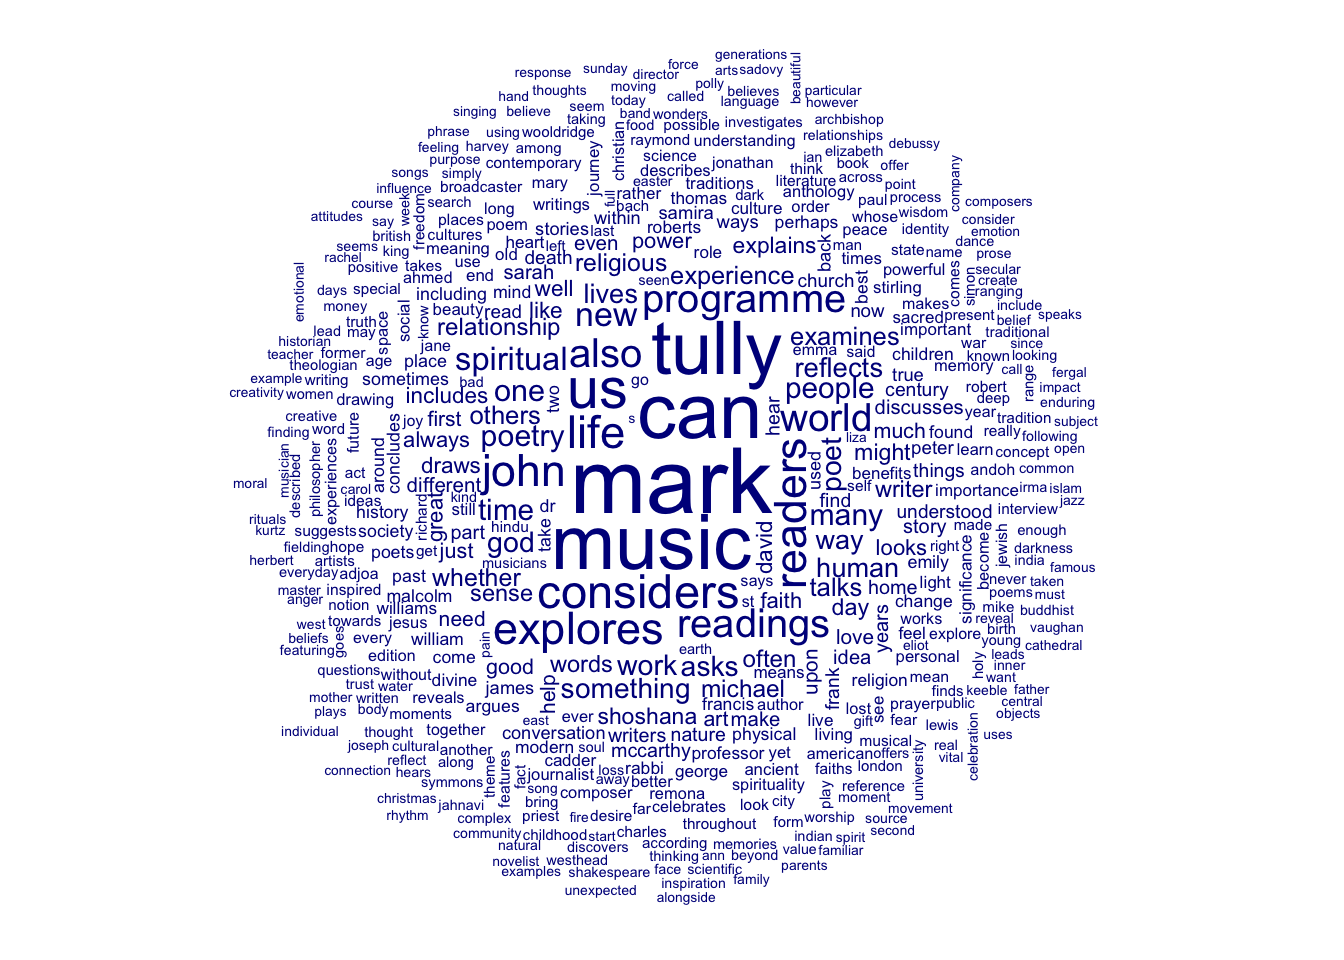 generations
response sunday force arts sadovy beautiful
director
hand thoughts moving polly believes particular
singing believe seem today called language however
taking band wonders
phrase using wooldridge food possible investigates archbishop
feeling harvey among raymond understanding relationships debussy
purpose contemporary journey christian science jonathan ian elizabeth
songs simply describes think book offer company
influence broadcaster mary easter traditions literature across point
course search writings full rather thomas dark anthology paul process composers
attitudes say week freedom places long bach samira culture order whose wisdom consider
british cultures poem stories last within roberts ways perhaps peace identity emotion
seems king meaning heart left even power role explains back man state name dance
rachel takes use old death religious seen times comes prose
positive ahmed end sarah experience church best powerful simon secular
emotional days special including mind well lives programme now stirling create
money social beauty read like new makes ranging
truth space know relationship examines sacred present include
lead may tully important belief speaks
historian jane also emma said children war traditional
teacher former age place spiritual reflects known since
theologian memory looking
example writing sometimes bad us go true call fergal
creativity women drawing includes one two people century robert range impact
creative joy first others life s can hear world discusses deep enduring
finding word future always poetry liza year tradition subject
musician act around concludes draws poet might much found really following
moral described philosopher experiences carol ideas different john mark readers used peter learn concept open
rituals history great kind time benefits things andoh common
kurtz suggests society richard still dr self writer importance irma islam
fielding hope part hindu take find many understood interview
herbert artists poets get just god music david way story made jewish enough
everyday adjoa past whether musicians looks right significance become darkness
master inspired malcolm sense considers says human emily india famous
anger notion williams st faith talks home light never taken
west towards jesus need day change poems must
beliefs goes every william explores readings love years works mike buddhist
featuring pain feel explore reveal
edition come earth idea eliot birth vaughan
questions without divine good words work asks often personal young cathedral
trust water help means upon frank religion mean holy leads
mother written reveals james something michael finds inner
plays body moments argues francis author lost see prayer public keeble want father
individual east ever shoshana art make live gift fear lewis central
thought together conversation writers nature physical living musical objects
joseph cultural another modern soul mccarthy professor yet american offers real uses
reflect along theme cadder faiths london vital celebration
connection hears features fact journalist loss rabbi george ancient university
symmons song away better spirituality play reference
christmas jahnavi bring composer remona look city moment
rhythm complex priest fire desire far celebrates movement
community childhood start charles throughout form worship source
natural discovers according memories indian spirit second
novelist westhead thinking ann beyond value familiar
examples shakespeare face scientific parents
unexpected inspiration family
alongside